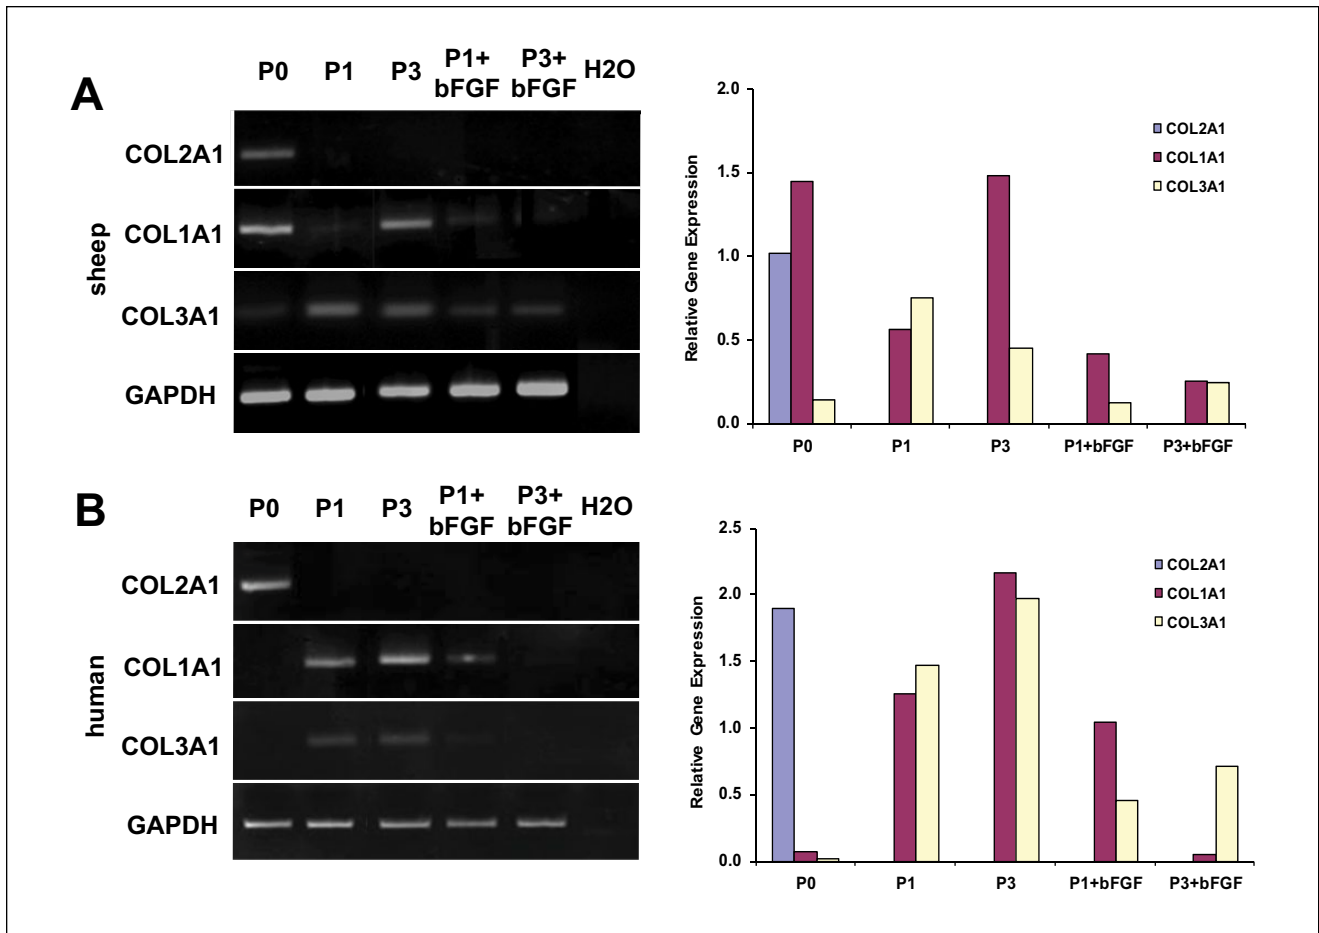 A
P0 P1 P3 P1+ bFGF P3+ bFGF H2O
sheep
COL2A1
COL1A1
COL3A1
GAPDH
Relative Gene Expression
2.0
1.5
1.0
0.5
0.0
P0 P1 P3 P1+bFGF P3+bFGF
COL2A1
COL1A1
COL3A1
B
P0 P1 P3 P1+ bFGF P3+ bFGF H2O
human
COL2A1
COL1A1
COL3A1
GAPDH
Relative Gene Expression
2.5
2.0
1.5
1.0
0.5
0.0
P0 P1 P3 P1+bFGF P3+bFGF
COL2A1
COL1A1
COL3A1